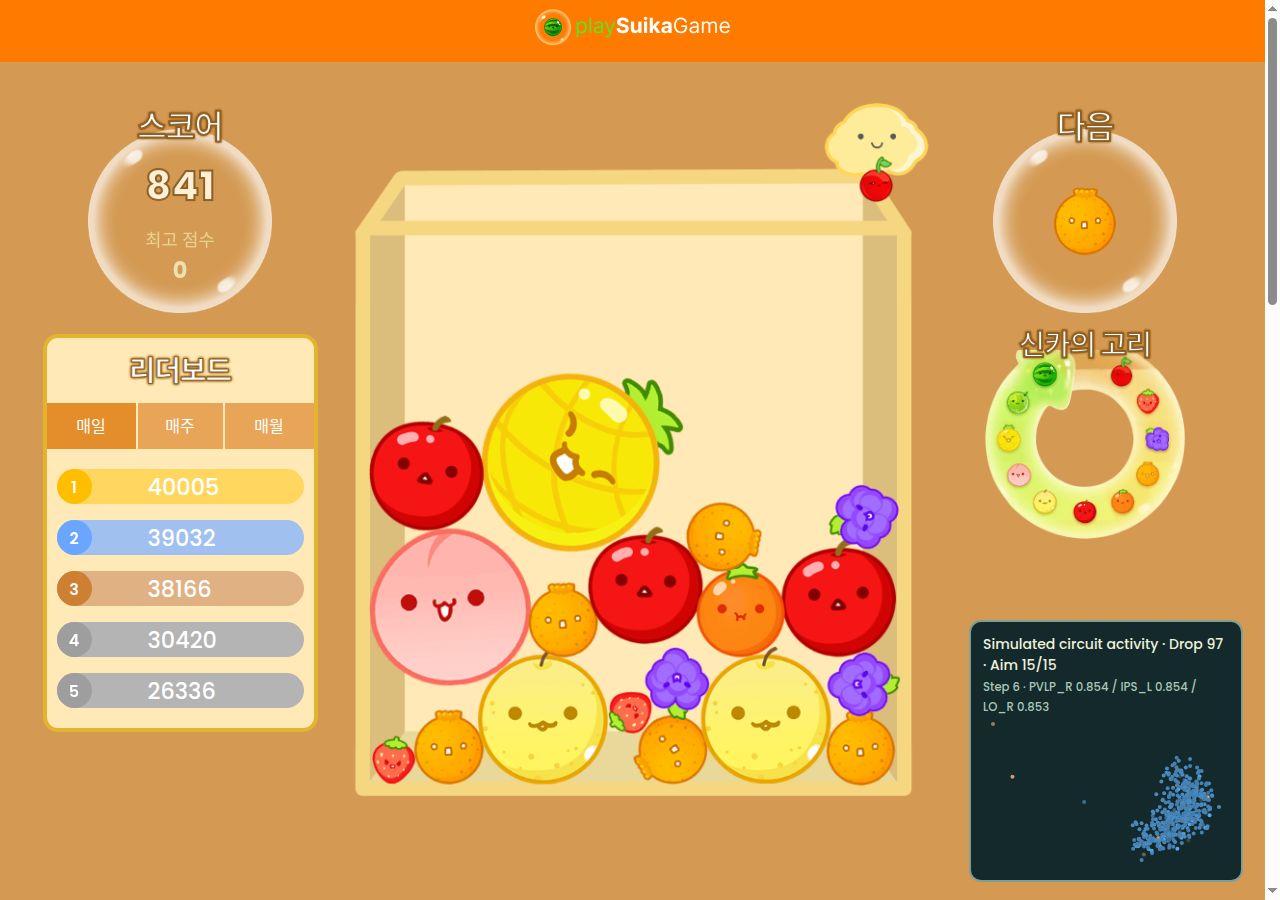 playSuikaGame
스코어
841
최고 점수
0
다음
리더보드
매일 매주 매월
1 40005
2 39032
3 38166
4 30420
5 26336
신카의 고리
Simulated circuit activity · Drop 97
· Aim 15/15
Step 6 · PVLP_R 0.854 / IPS_L 0.854 /
LO_R 0.853